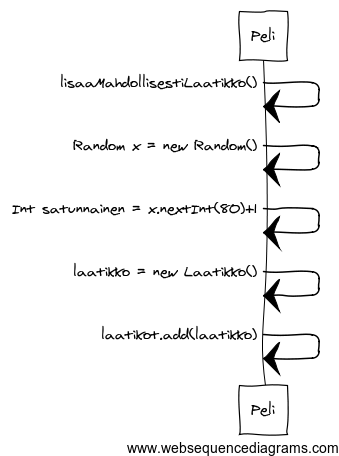 Peli
lisaaMahdollisestiLaatikko()
Random x = new Random()
Int satunnainen = x.nextInt(80)+1
laatikko = new Laatikko()
laatikot.add(laatikko)
Peli
www.websequencediagrams.com